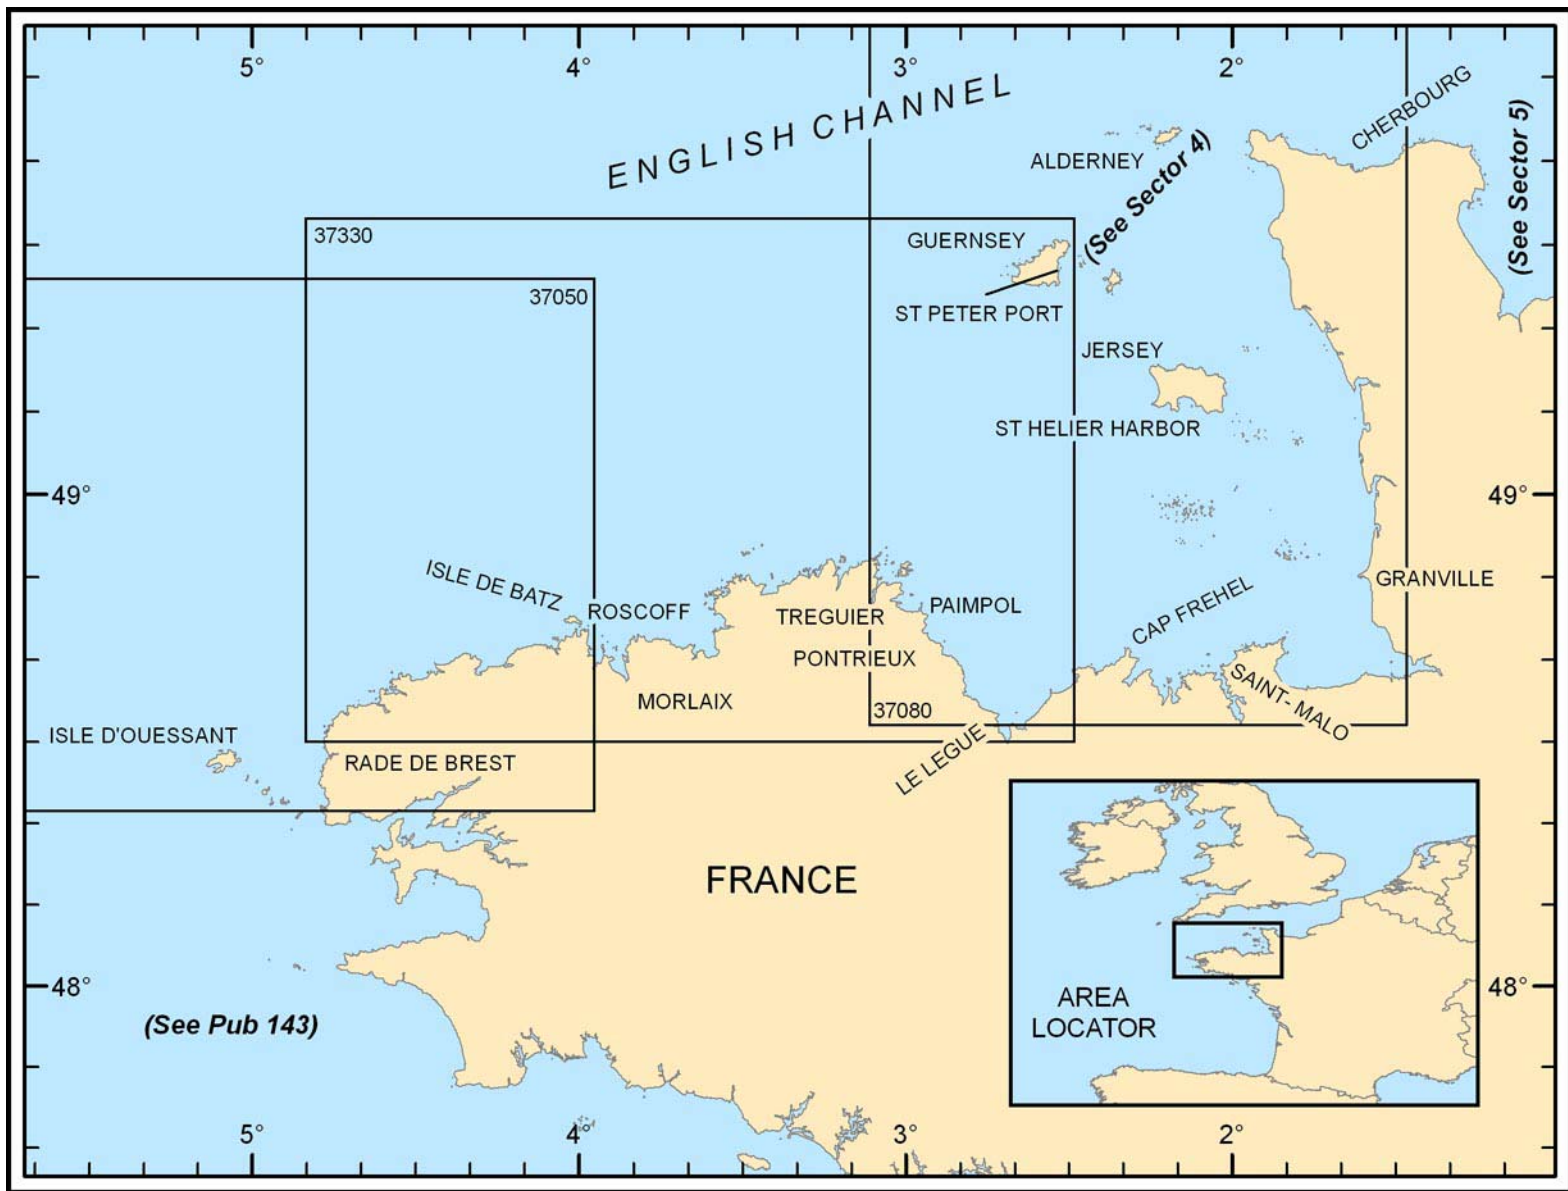 5°
4°
3°
2°
ENGLISH CHANNEL
CHERBOURG
(See Sector 5)
ALDERNEY
(See Sector 4)
37330
GUERNSEY
37050
ST PETER PORT
JERSEY
ST HELIER HARBOR
49°
49°
ISLE DE BATZ
ROSCOFF
TREGUIER
PAIMPOL
CAP FREHEL
GRANVILLE
PONTRIEUX
MORLAIX
37080
SAINT- MALO
ISLE D'OUESSANT
RADE DE BREST
LE LEGUE
FRANCE
48°
48°
AREA
LOCATOR
(See Pub 143)
5°
4°
3°
2°